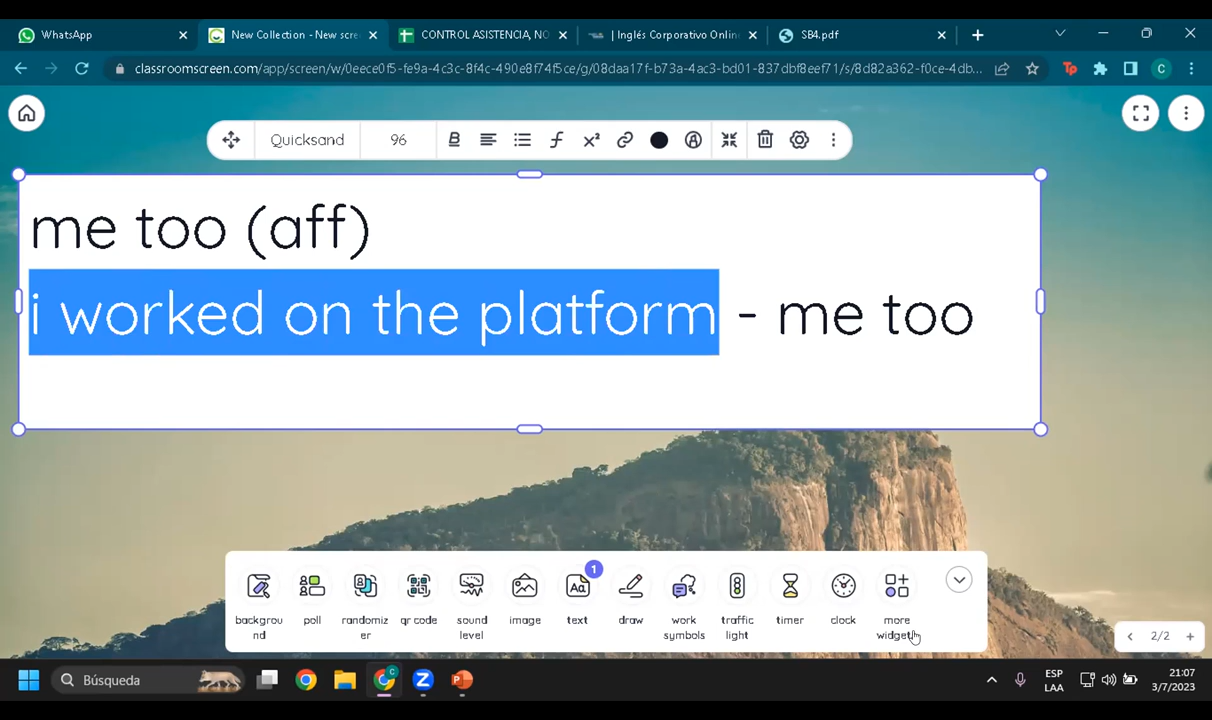 WhatsApp
New Collection - New scre
CONTROL ASISTENCIA, NO
| Inglés Corporativo Onlin
SB4.pdf
classroomscreen.com/app/screen/w/0eece0f5-fe9a-4c3c-8f4c-490e8f74f5ce/g/08daa17f-b73a-4ac3-bd01-837dbf8eef71/s/8d82a362-f0ce-4db...
Quicksand
96
me too (aff)
i worked on the platform - me too
1
backgrou
nd
poll
randomiz
er
qr code
sound
level
image
text
draw
work
symbols
traffic
light
timer
clock
more
widgets
2/2
Búsqueda
ESP
LAA
21:07
3/7/2023